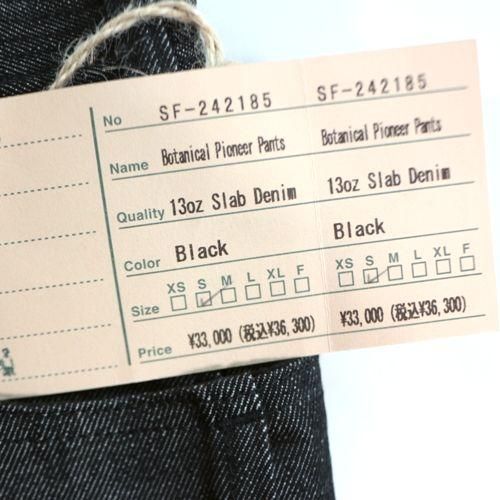 No SF-242185 SF-242185
Name Botanical Pioneer Pants Botanical Pioneer Pants
Quality 13oz Slab Denim 13oz Slab Denim
Color Black Black
XS S M L XL F XS S M L XL F
Size
Price ¥33,000 (税込¥36,300) ¥33,000 (税込¥36,300)